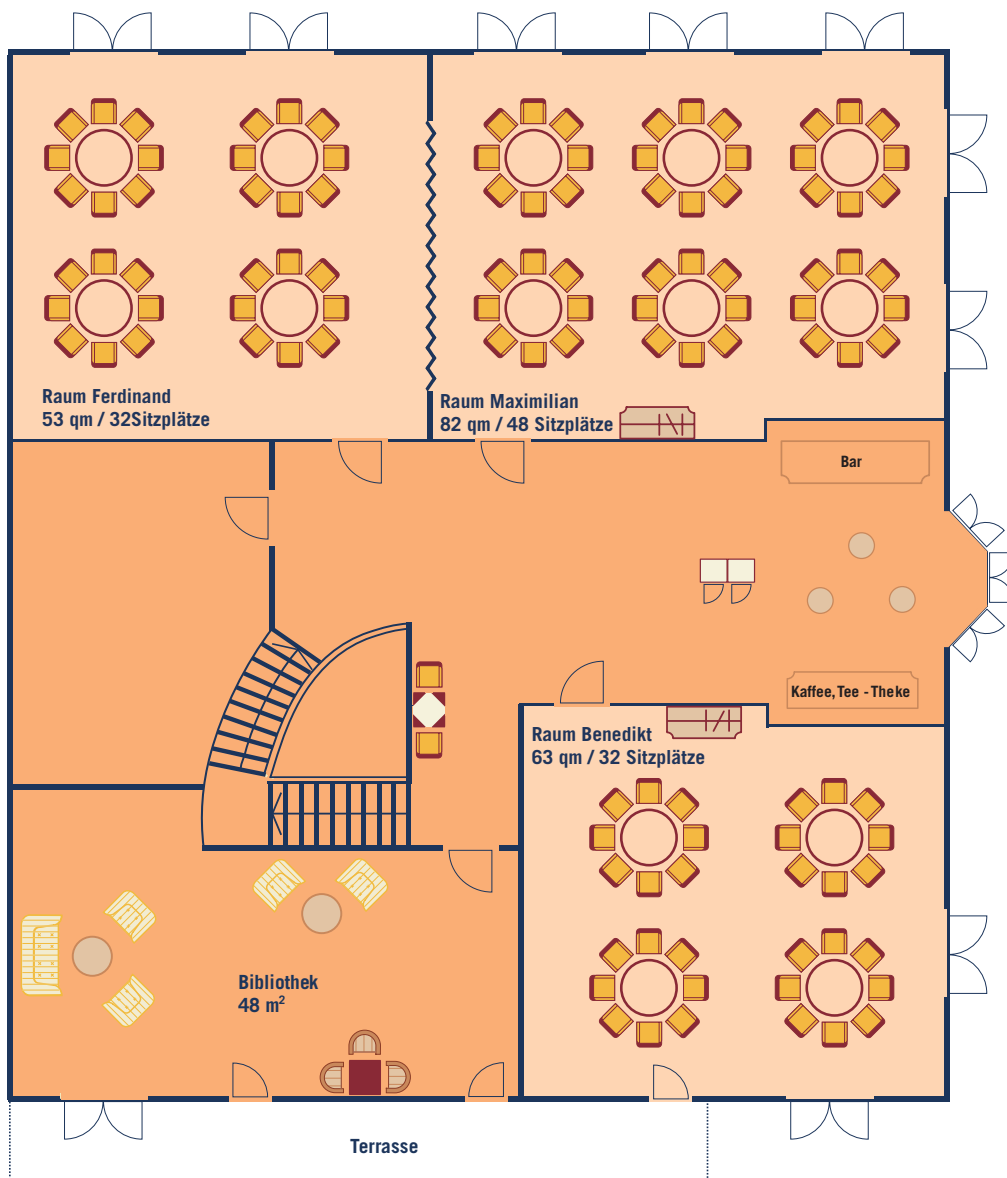 Raum Ferdinand
53 qm / 32Sitzplätze
Raum Maximilian
82 qm / 48 Sitzplätze
Bar
Kaffee, Tee - Theke
Raum Benedikt
63 qm / 32 Sitzplätze
Bibliothek
48 m²
Terrasse